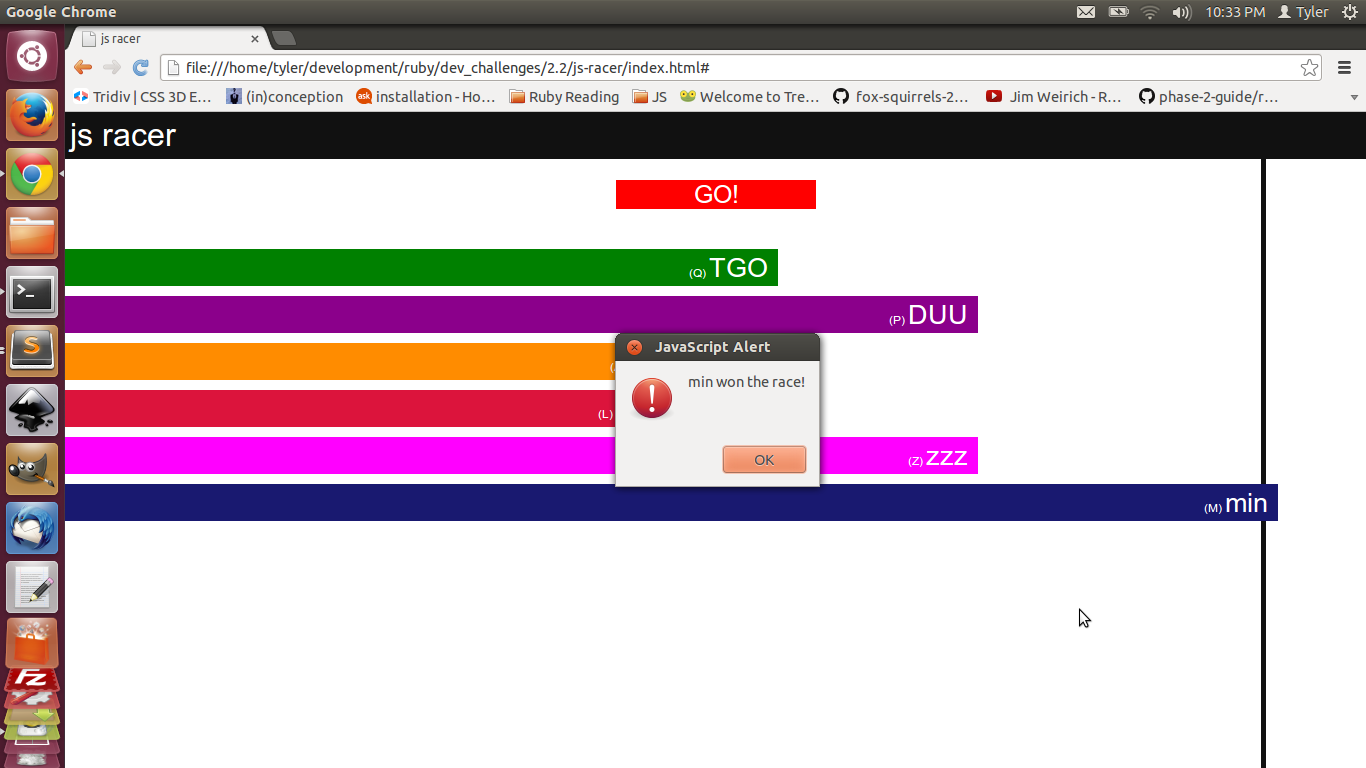 Google Chrome
10:33 PM Tyler
js racer
file:///home/tyler/development/ruby/dev_challenges/2.2/js-racer/index.html#
Tridiv | CSS 3D E… (in)conception ask installation - Ho… Ruby Reading JS Welcome to Tre… fox-squirrels-2… Jim Weirich - R… phase-2-guide/r…
js racer
GO!
(Q) TGO
(P) DUU
JavaScript Alert
min won the race!
(L)
OK
(Z) zzz
(M) min